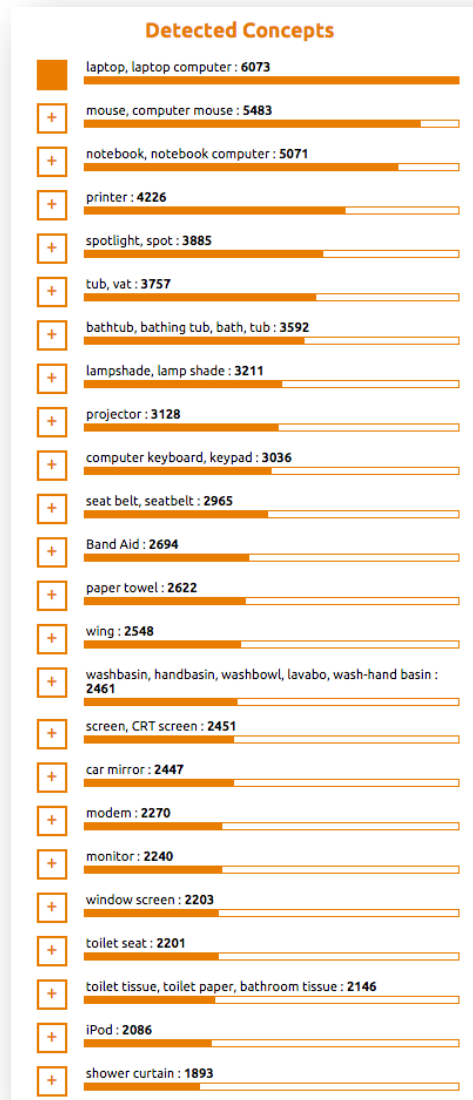 Detected Concepts
laptop, laptop computer : 6073
+
mouse, computer mouse : 5483
+
notebook, notebook computer : 5071
+
printer : 4226
+
spotlight, spot : 3885
+
tub, vat : 3757
+
bathtub, bathing tub, bath, tub : 3592
+
lampshade, lamp shade : 3211
+
projector : 3128
+
computer keyboard, keypad : 3036
+
seat belt, seatbelt : 2965
+
Band Aid : 2694
+
paper towel : 2622
+
wing : 2548
+
washbasin, handbasin, washbowl, lavabo, wash-hand basin :
2461
+
screen, CRT screen : 2451
+
car mirror : 2447
+
modem : 2270
+
monitor : 2240
+
window screen : 2203
+
toilet seat : 2201
+
toilet tissue, toilet paper, bathroom tissue : 2146
+
iPod : 2086
+
shower curtain : 1893
+